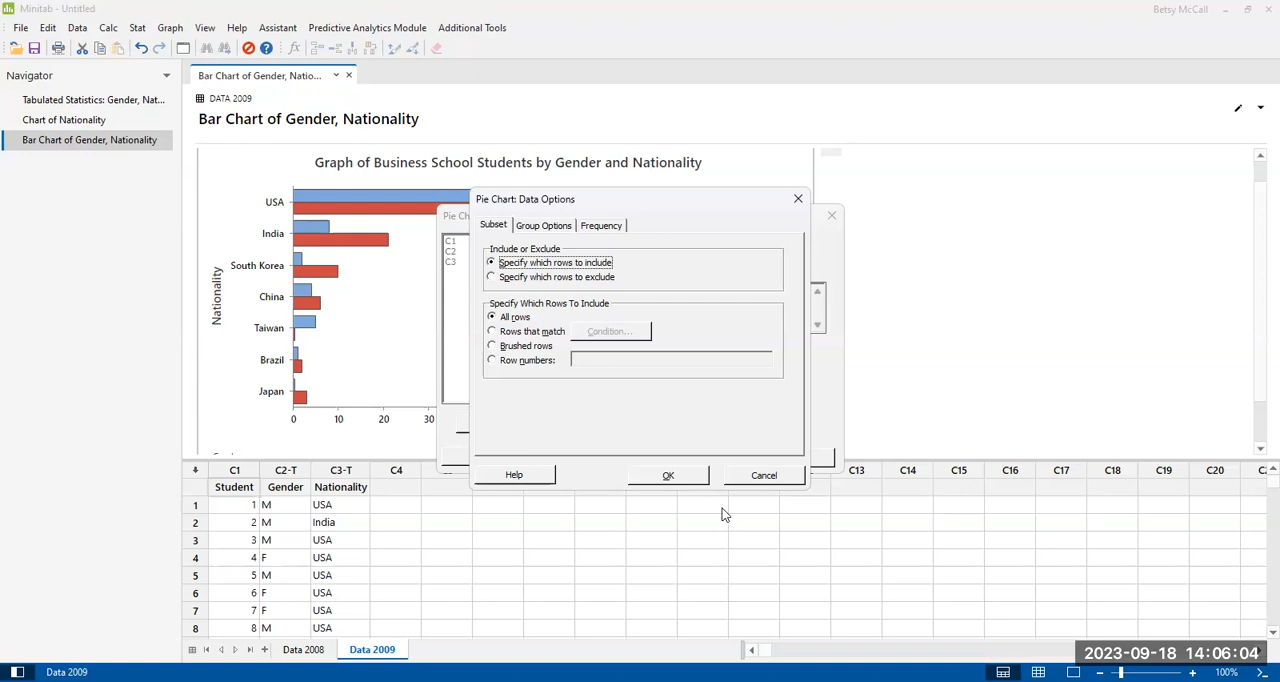 Minitab - Untitled
Betsy McCall
File Edit Data Calc Stat Graph View Help Assistant Predictive Analytics Module Additional Tools
Navigator
Bar Chart of Gender, Natio...
Tabulated Statistics: Gender, Nat...
Chart of Nationality
Bar Chart of Gender, Nationality
DATA 2009
Bar Chart of Gender, Nationality
Graph of Business School Students by Gender and Nationality
Nationality
USA
India
South Korea
China
Taiwan
Brazil
Japan
0 10 20 30
Pie Ch
C1
C2
C3
Pie Chart: Data Options
Subset Group Options Frequency
Include or Exclude
Specify which rows to include
Specify which rows to exclude
Specify Which Rows To Include
All rows
Rows that match Condition...
Brushed rows
Row numbers:
Help OK Cancel
C1 C2-T C3-T C4 C13 C14 C15 C16 C17 C18 C19 C20
Student Gender Nationality
1 1 M USA
2 2 M India
3 3 M USA
4 4 F USA
5 5 M USA
6 6 F USA
7 7 F USA
8 8 M USA
Data 2008 Data 2009
2023-09-18 14:06:04
Data 2009
100%